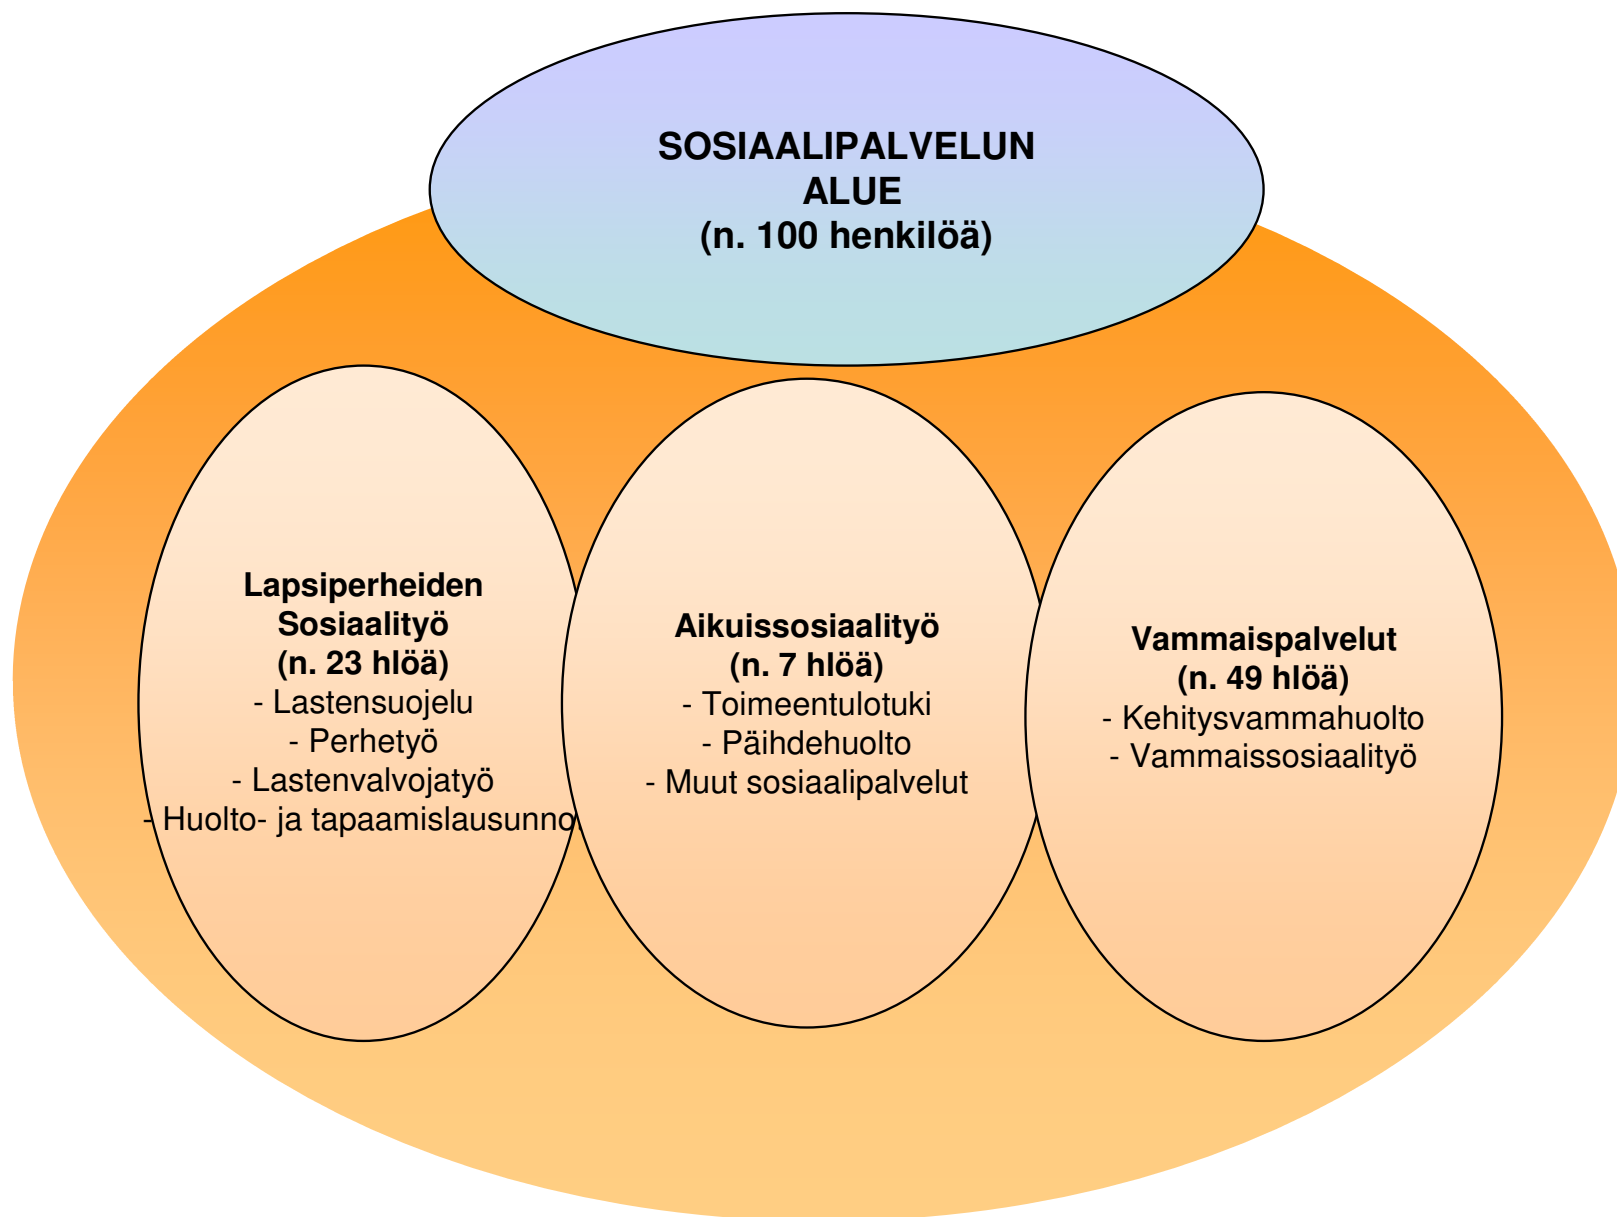 SOSIAALIPALVELUN
ALUE
(n. 100 henkilöä)
Lapsiperheiden
Sosiaalityö
(n. 23 hlöä)
- Lastensuojelu
- Perhetyö
- Lastenvalvojatyö
- Huolto- ja
Aikuissosiaalityö
(n. 7 hlöä)
- Toimeentulotuki
- Päihdehuolto
- Muut sosiaalipalvelut
Vammaispalvelut
(n. 49 hlöä)
- Kehitysvammahuolto
- Vammaissosiaalityö